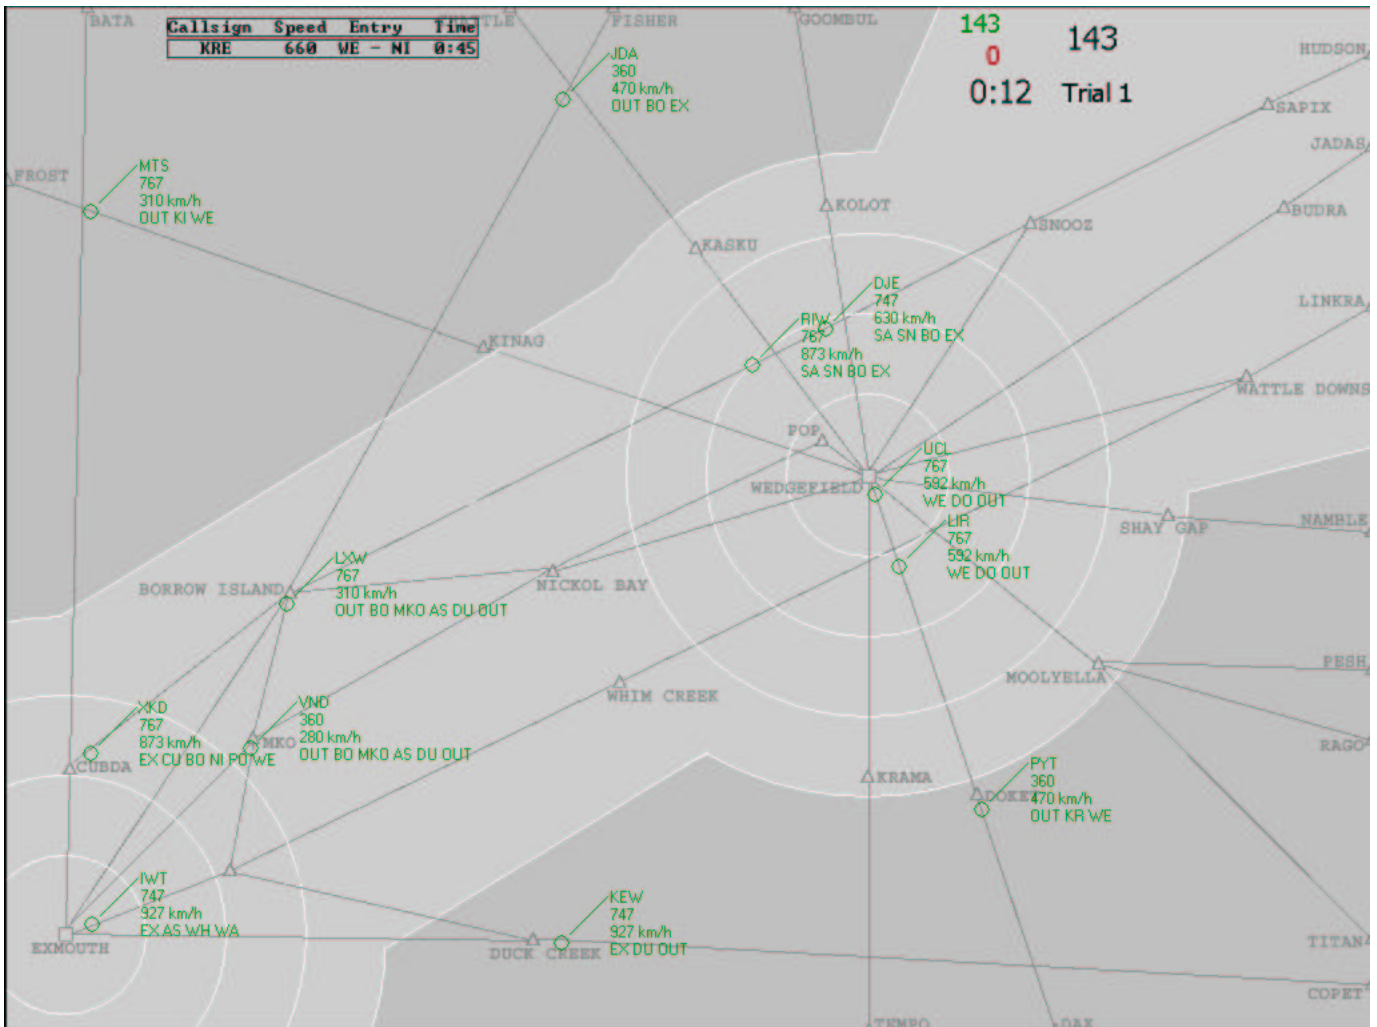 BATA
SHATTLE
FISHER
GOOMBUL
143
143
0
0:12 Trial 1
Callsign Speed Entry Time
KRE 660 WE - NI 0:45
HUDSON
SAPIX
JADAS
JDA
360
470 km/h
OUT BO EX
FROST
MTS
767
310 km/h
OUT KI WE
KOLOT
BUDRA
SNOOZ
KASKU
DJE
747
630 km/h
SA SN BO EX
LINKRA
RIW
767
873 km/h
SA SN BO EX
KINAG
WATTLE DOWNS
POP
UCL
767
592 km/h
WE DO OUT
WEDGEFIELD
LIR
767
592 km/h
WE DO OUT
SHAY GAP
NAMBLE
LXW
767
310 km/h
OUT BO MKO AS DU OUT
BORROW ISLAND
NICKOL BAY
PESH
MOOLYELLA
WHIM CREEK
XKD
767
873 km/h
EX CU BO NI PO WE
VND
360
280 km/h
OUT BO MKO AS DU OUT
MKO
CUBDA
RAGO
KRAMA
DOKET
PYT
360
470 km/h
OUT KR WE
IWT
747
927 km/h
EX AS WH WA
EXMOUTH
KEW
747
927 km/h
EX DU OUT
DUCK CREEK
TITAN
COPET
TEMPO
DAX